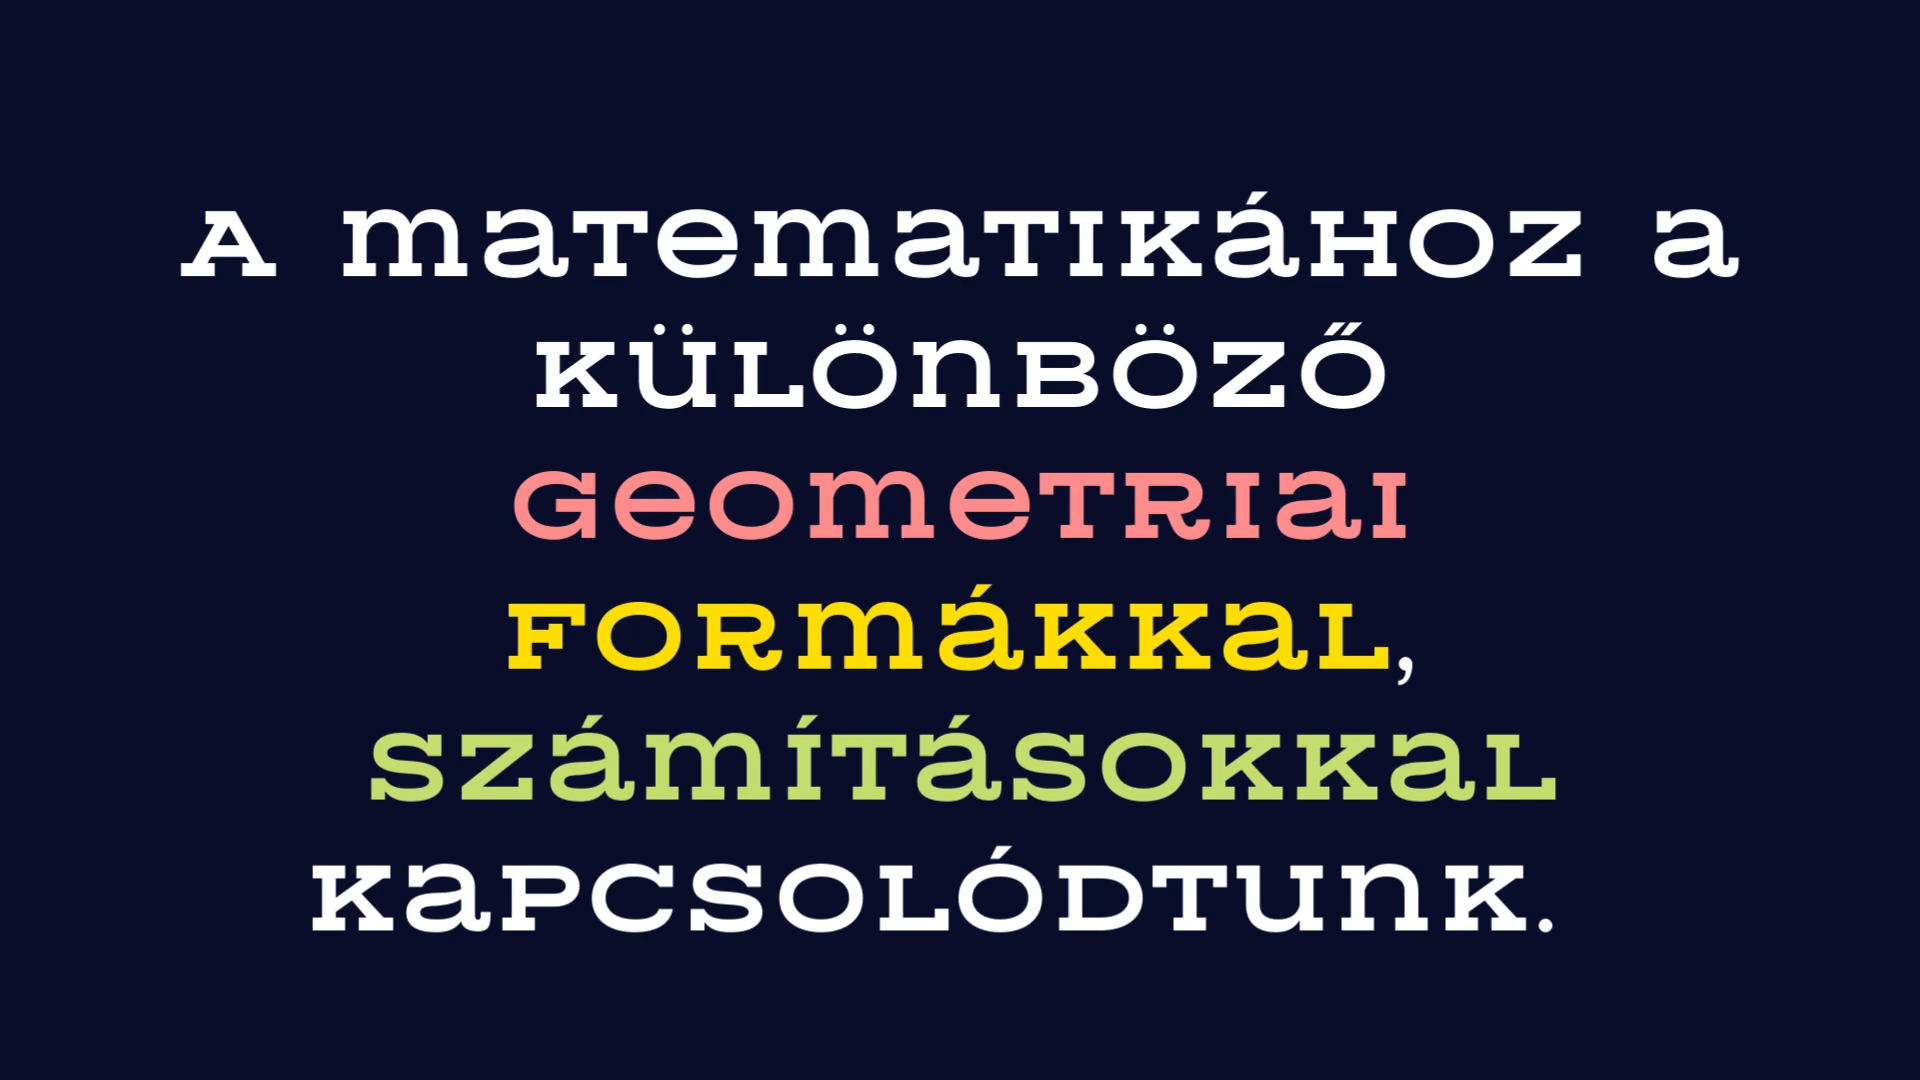 A matematikához a
különböző
geometriai
formákkal,
számításokkal
kapcsolódtunk.